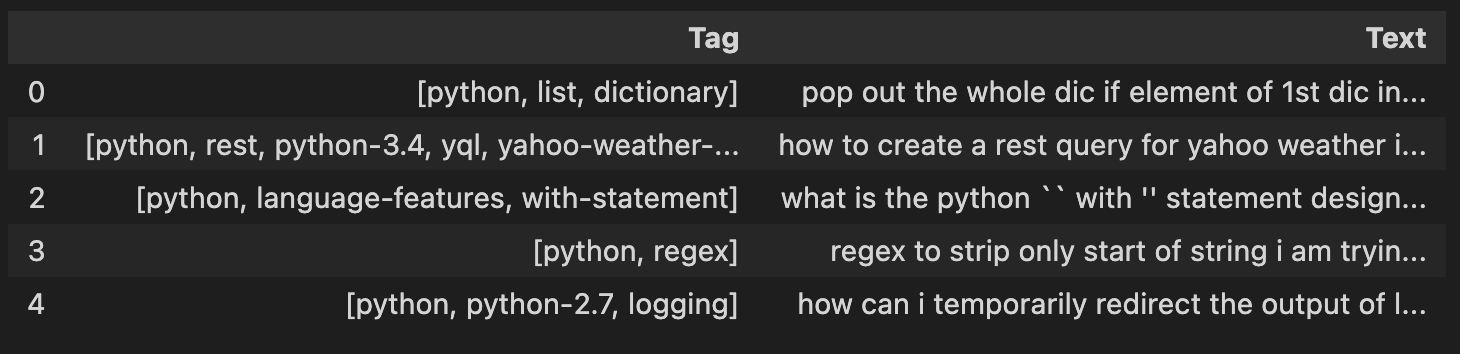 Tag Text
0 [python, list, dictionary] pop out the whole dic if element of 1st dic in...
1 [python, rest, python-3.4, yql, yahoo-weather-... how to create a rest query for yahoo weather i...
2 [python, language-features, with-statement] what is the python `` with '' statement design...
3 [python, regex] regex to strip only start of string i am tryin...
4 [python, python-2.7, logging] how can i temporarily redirect the output of l...